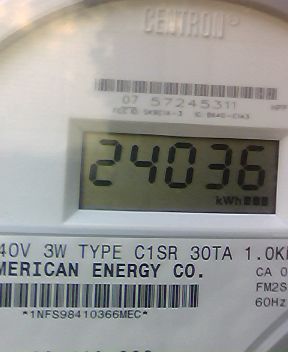 CENTRON®
07 57245311
24036
kWh
40V 3W TYPE C1SR 30TA 1.0K
MERICAN ENERGY CO.
CA 0
FM2S
60Hz
*1NFS98410366MEC*